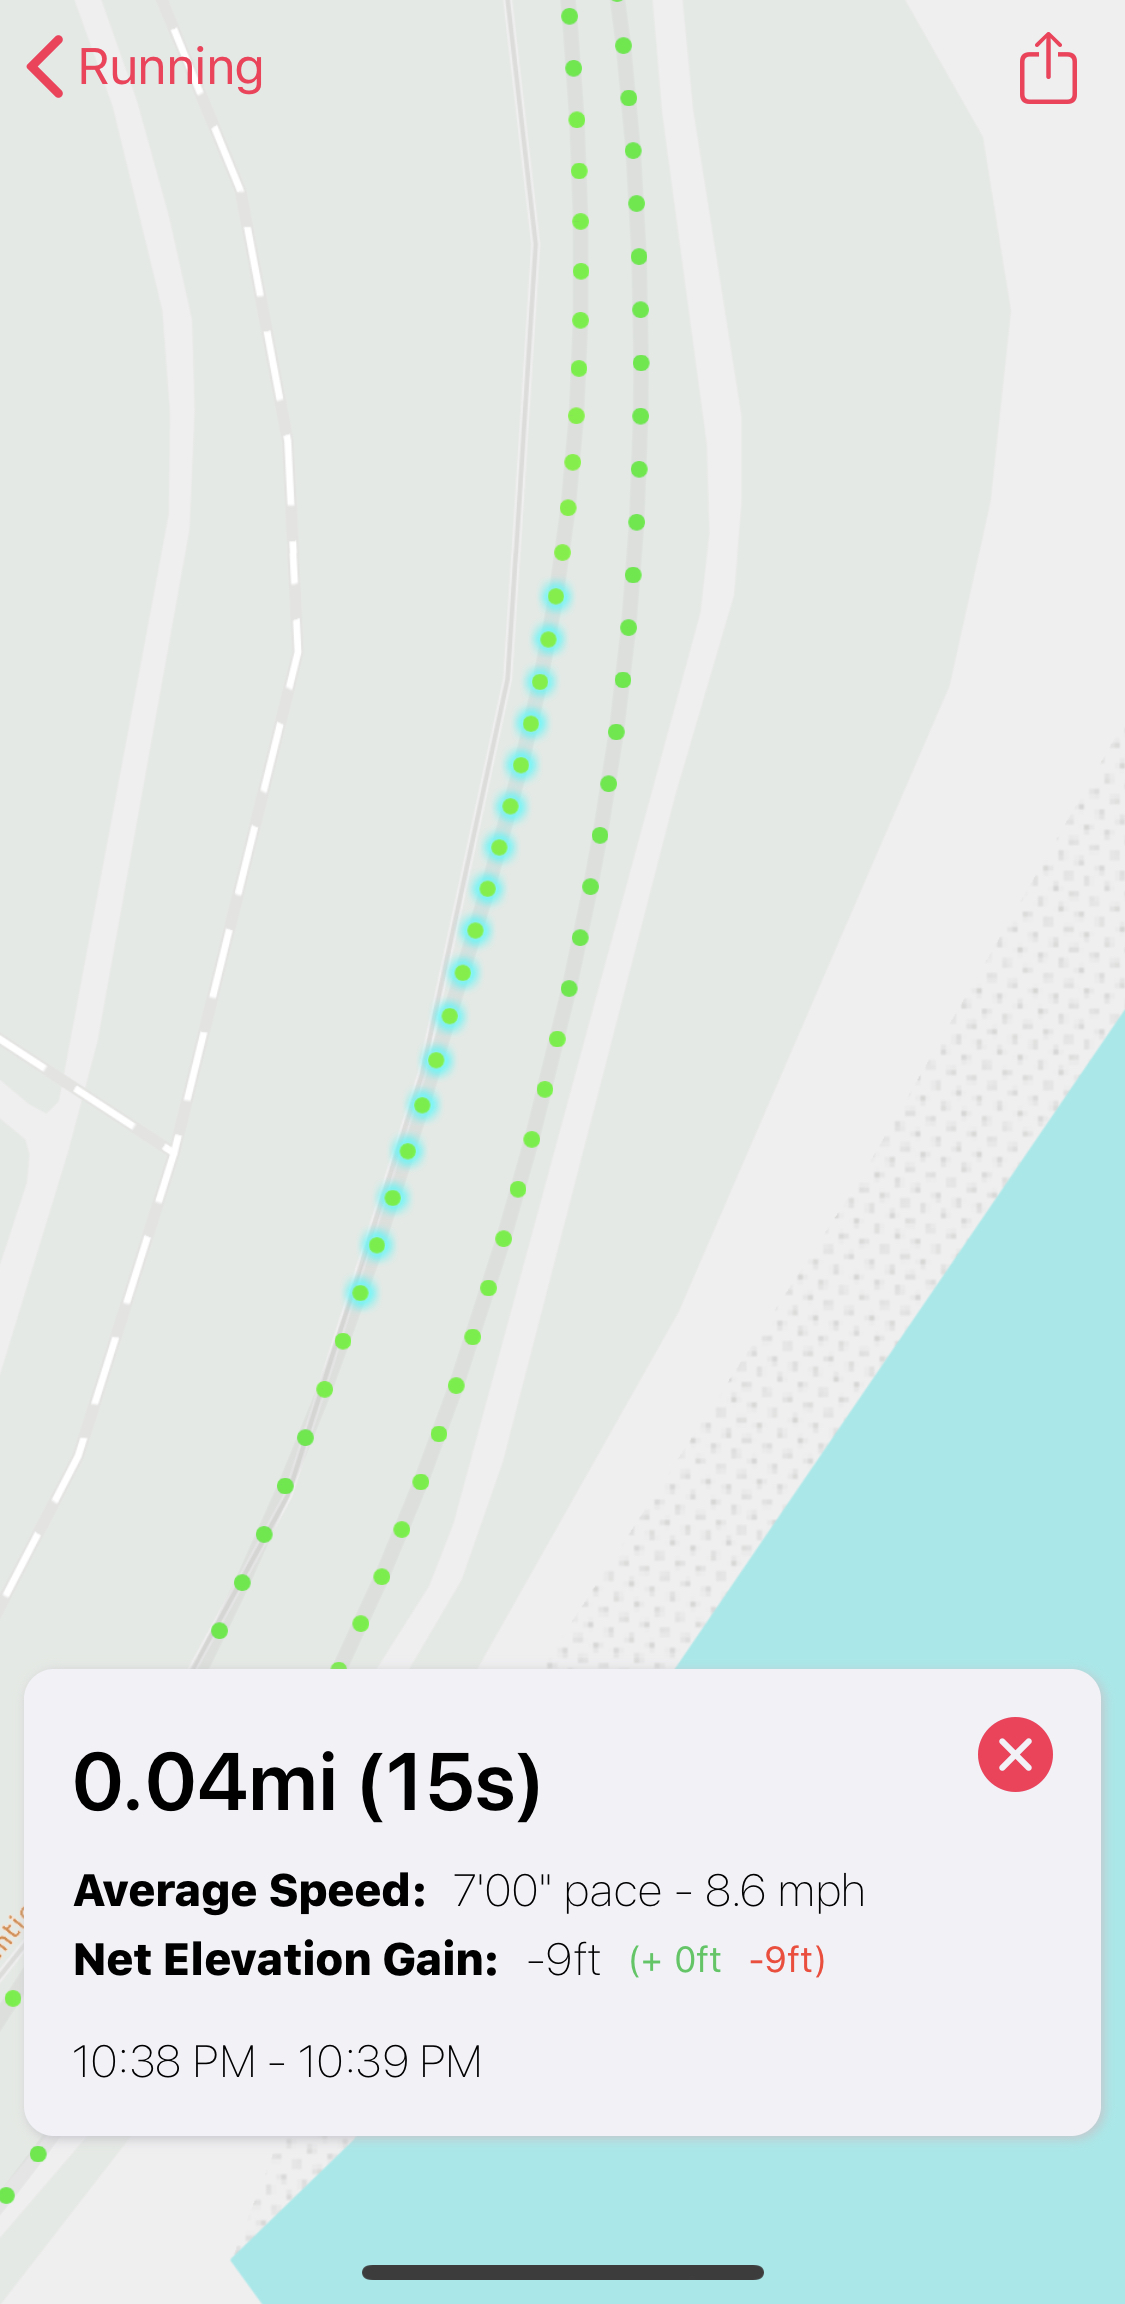 Running
0.04mi (15s)
Average Speed: 7'00" pace - 8.6 mph
Net Elevation Gain: -9ft (+ 0ft -9ft)
10:38 PM - 10:39 PM